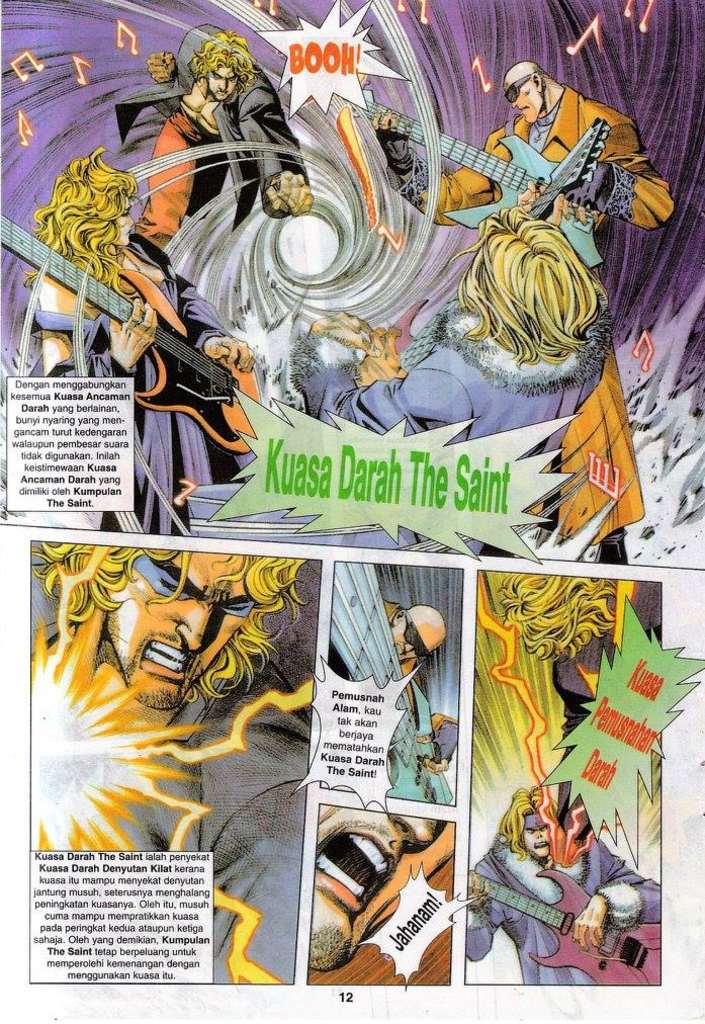 BOOH!
Dengan menggabungkan
kesemua Kuasa Ancaman
Darah yang berlainan,
bunyi nyaring yang men-
gancam turut kedengaran
walaupun pembesar suara
tidak digunakan. Inilah
keistimewaan Kuasa
Ancaman Darah yang
dimiliki oleh Kumpulan
The Saint.
Kuasa Darah The Saint
Pemusnah
Alam, kau
tak akan
berjaya
mematahkan
Kuasa Darah
The Saint!
Kuasa
Pemusnahan
Darah
Kuasa Darah The Saint ialah penyekat
Kuasa Darah Denyutan Kilat kerana
kuasa itu mampu menyekat denyutan
jantung musuh, seterusnya menghalang
peningkatan kuasanya. Oleh itu, musuh
cuma mampu mempratikkan kuasa
pada peringkat kedua ataupun ketiga
sahaja. Oleh yang demikian, Kumpulan
The Saint tetap berpeluang untuk
memperolehi kemenangan dengan
menggunakan kuasa itu.
Jahanam!
12